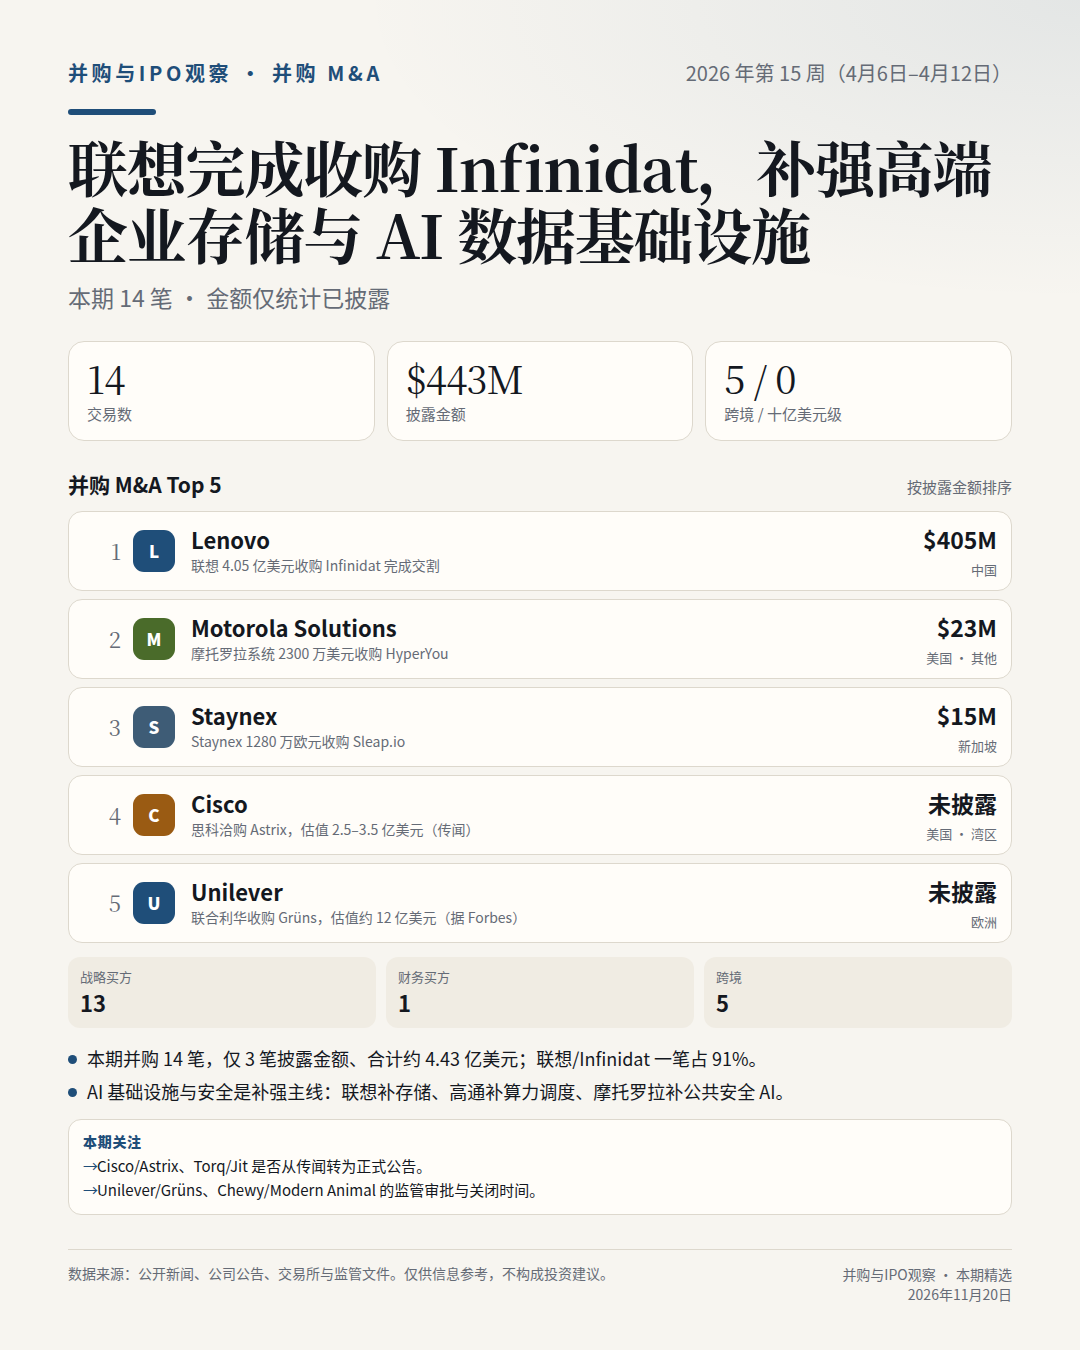 并购与IPO观察 · 并购 M&A
2026 年第 15 周（4月6日–4月12日）
联想完成收购 Infinidat，补强高端
企业存储与 AI 数据基础设施
本期 14 笔 · 金额仅统计已披露
14
交易数
$443M
披露金额
5 / 0
跨境 / 十亿美元级
并购 M&A Top 5
按披露金额排序
1
L
Lenovo
联想 4.05 亿美元收购 Infinidat 完成交割
$405M
中国
2
M
Motorola Solutions
摩托罗拉系统 2300 万美元收购 HyperYou
$23M
美国 · 其他
3
S
Staynex
Staynex 1280 万欧元收购 Sleap.io
$15M
新加坡
4
C
Cisco
思科洽购 Astrix，估值 2.5–3.5 亿美元（传闻）
未披露
美国 · 湾区
5
U
Unilever
联合利华收购 Grüns，估值约 12 亿美元（据 Forbes）
未披露
欧洲
战略买方
13
财务买方
1
跨境
5
本期并购 14 笔，仅 3 笔披露金额、合计约 4.43 亿美元；联想/Infinidat 一笔占 91%。
AI 基础设施与安全是补强主线：联想补存储、高通补算力调度、摩托罗拉补公共安全 AI。
本期关注
→Cisco/Astrix、Torq/Jit 是否从传闻转为正式公告。
→Unilever/Grüns、Chewy/Modern Animal 的监管审批与关闭时间。
数据来源：公开新闻、公司公告、交易所与监管文件。仅供信息参考，不构成投资建议。
并购与IPO观察 · 本期精选
2026年11月20日